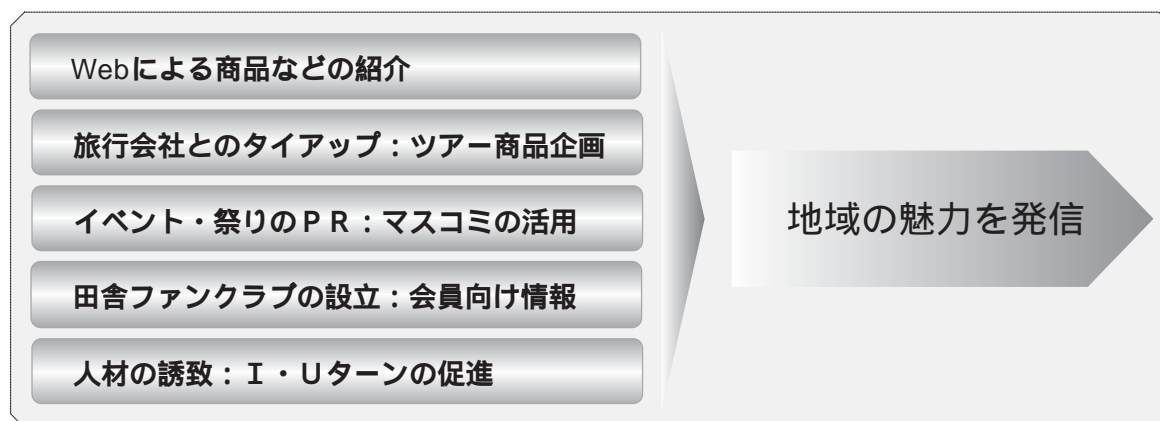 Webによる商品などの紹介
旅行会社とのタイアップ：ツアー商品企画
イベント・祭りのＰＲ：マスコミの活用
田舎ファンクラブの設立：会員向け情報
人材の誘致：Ｉ・Ｕターンの促進
地域の魅力を発信